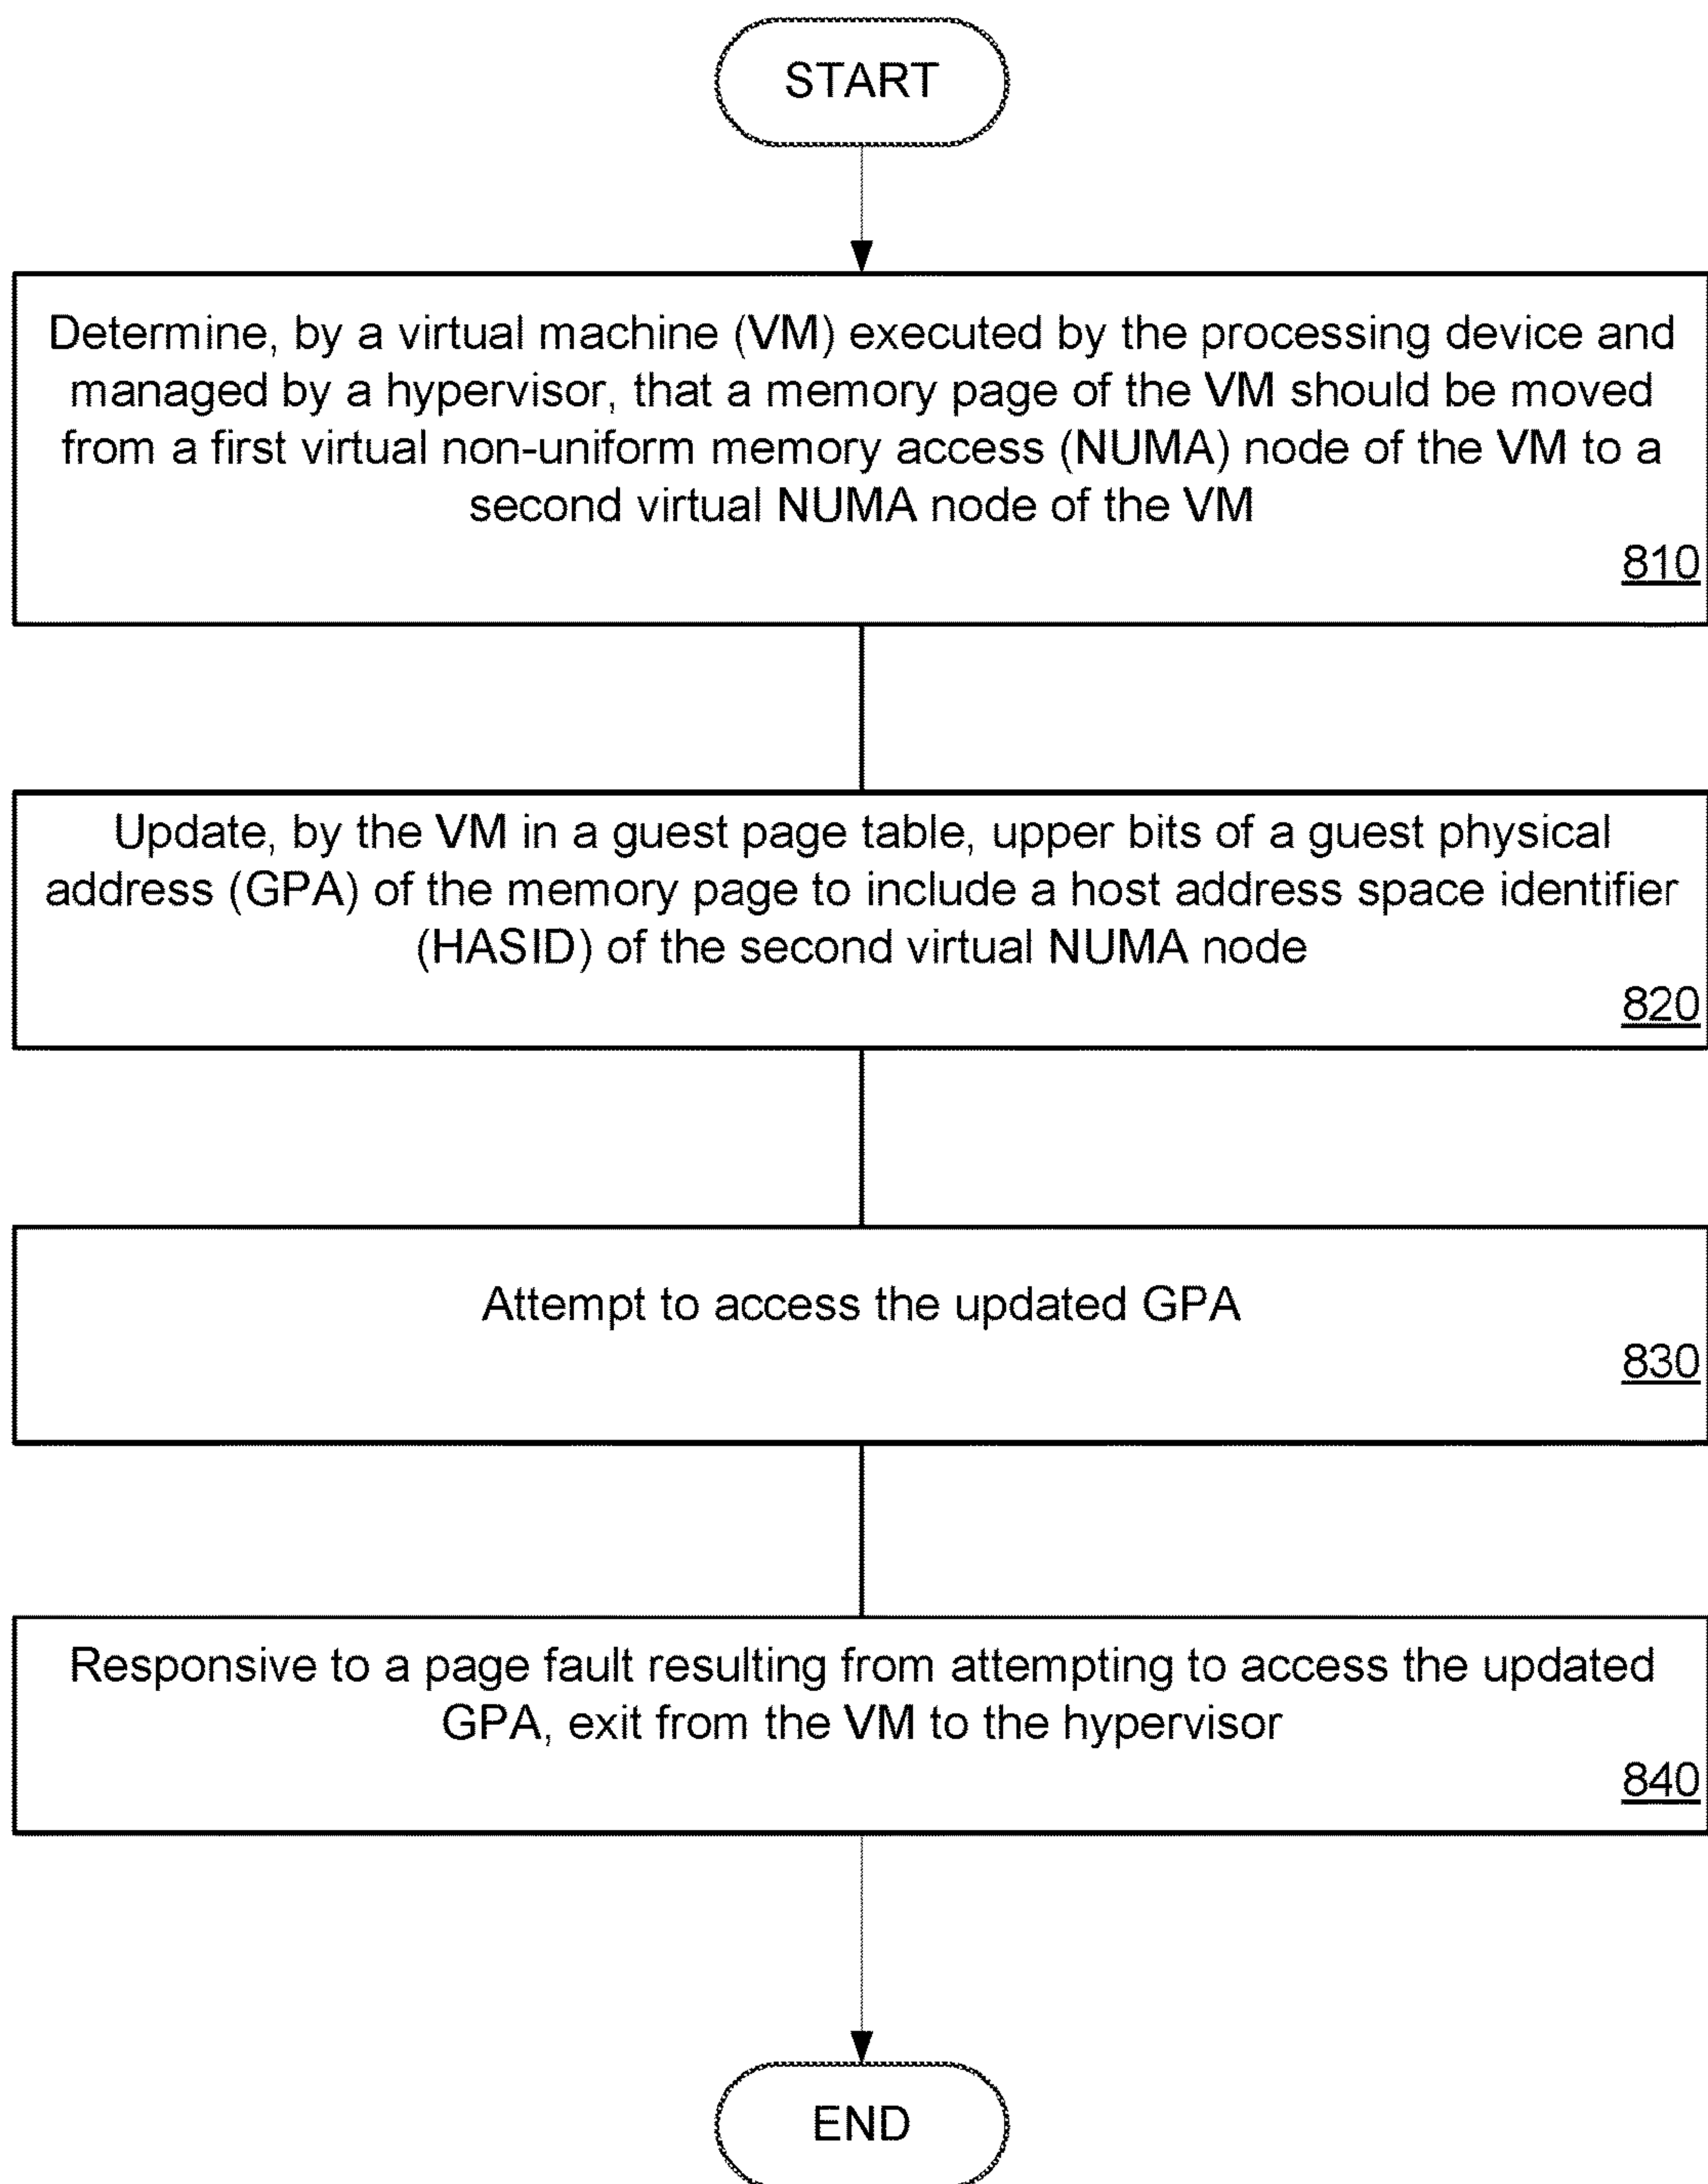 START
Determine, by a virtual machine (VM) executed by the processing device and
managed by a hypervisor, that a memory page of the VM should be moved
from a first virtual non-uniform memory access (NUMA) node of the VM to a
second virtual NUMA node of the VM
810
Update, by the VM in a guest page table, upper bits of a guest physical
address (GPA) of the memory page to include a host address space identifier
(HASID) of the second virtual NUMA node
820
Attempt to access the updated GPA
830
Responsive to a page fault resulting from attempting to access the updated
GPA, exit from the VM to the hypervisor
840
END